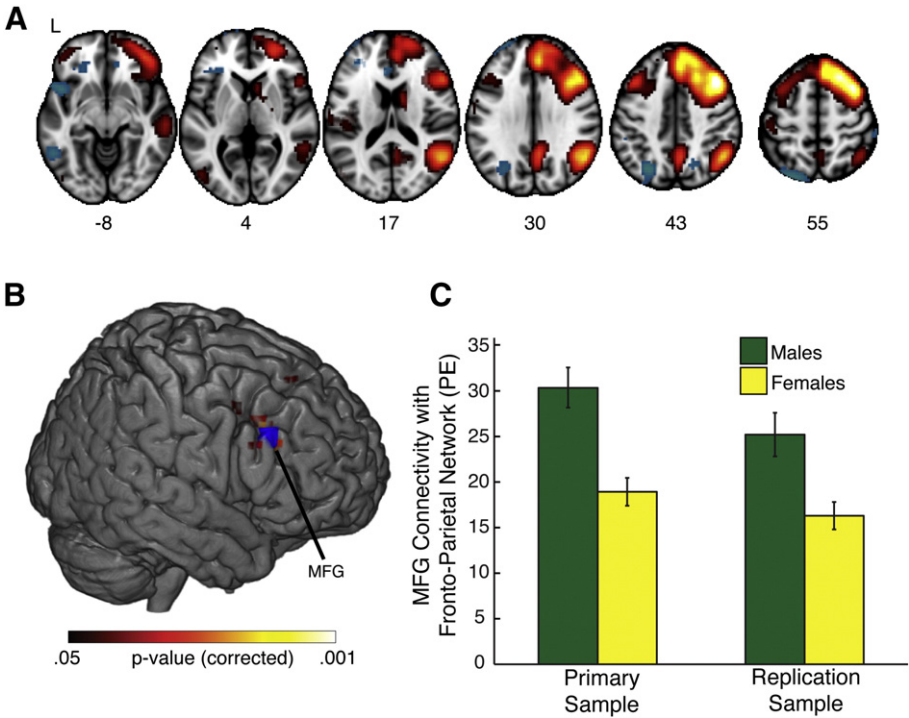 A
L
-8
4
17
30
43
55
B
MFG
.05
p-value (corrected)
.001
C
MFG Connectivity with
Fronto-Parietal Network (PE)
35
30
25
20
15
10
5
0
Males
Females
Primary
Sample
Replication
Sample